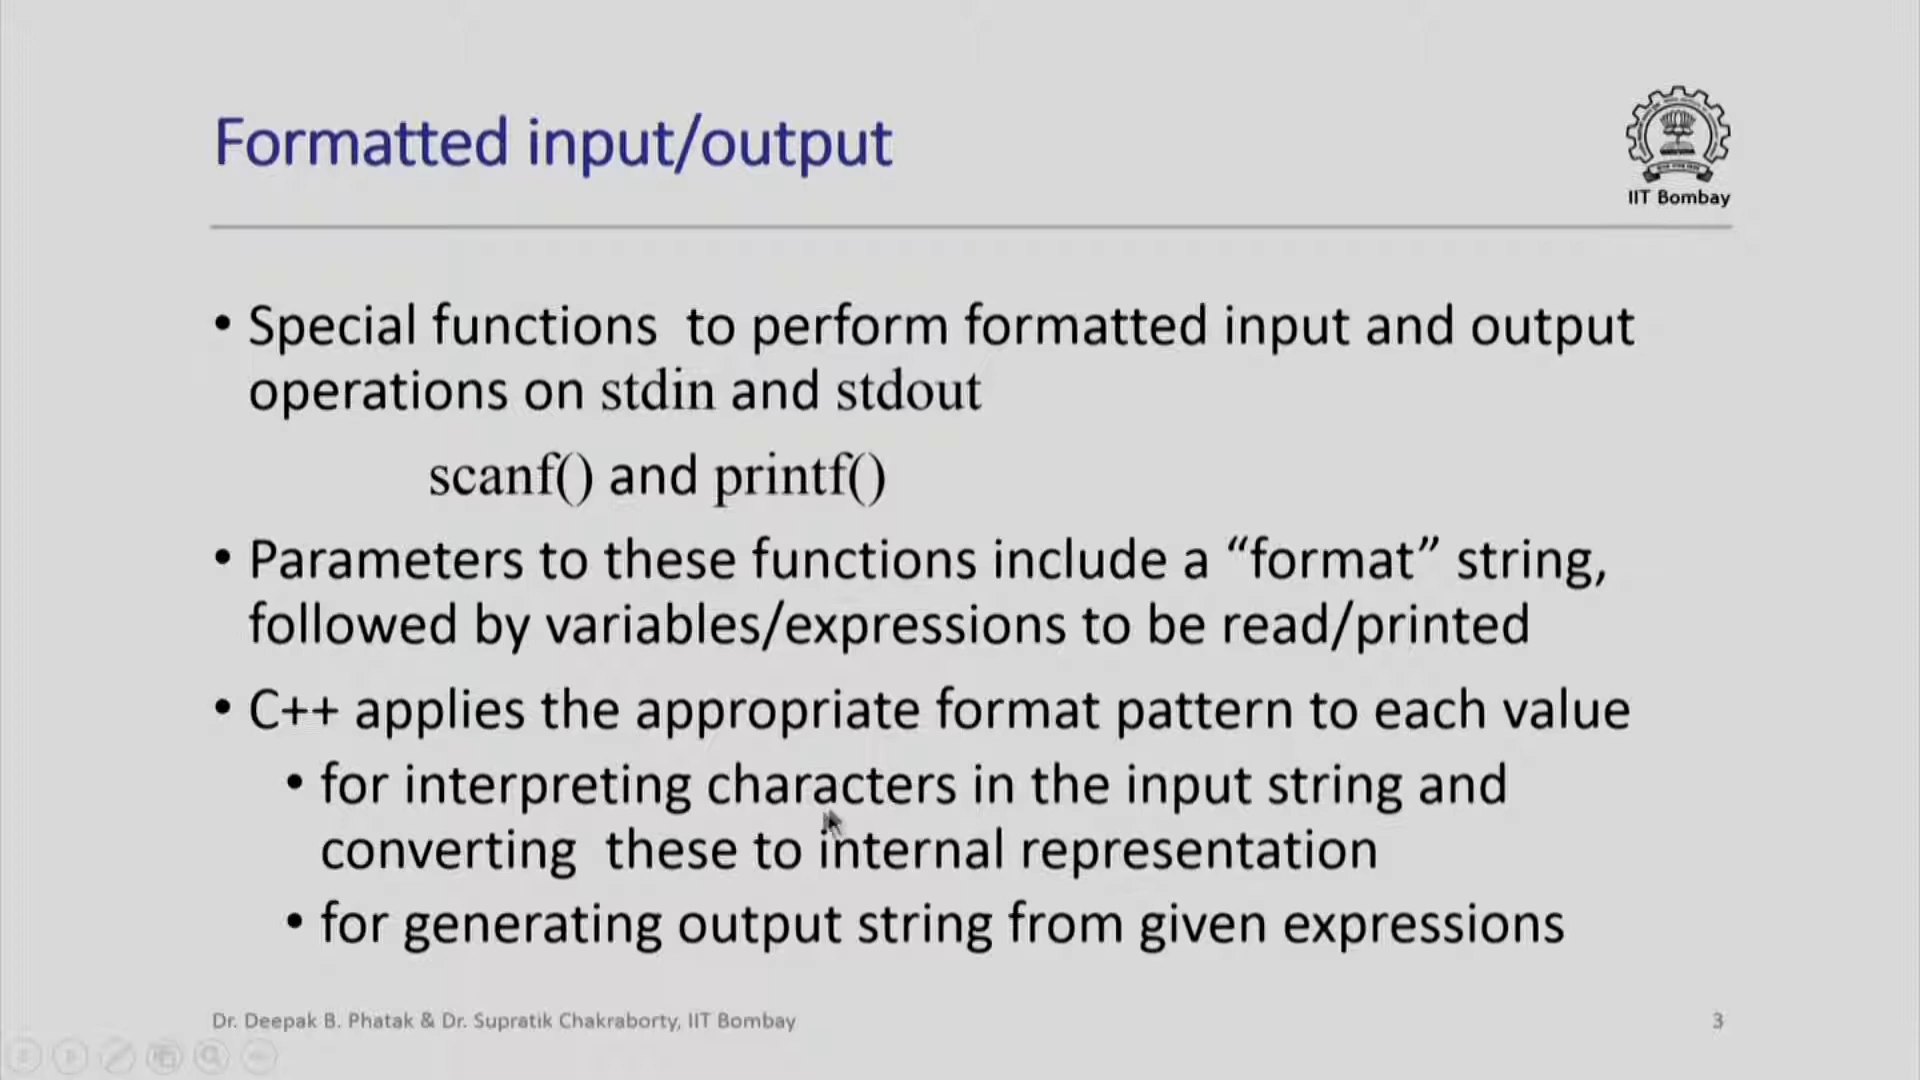 Formatted input/output
IIT Bombay
• Special functions to perform formatted input and output
operations on stdin and stdout
scanf() and printf()
• Parameters to these functions include a “format” string,
followed by variables/expressions to be read/printed
• C++ applies the appropriate format pattern to each value
• for interpreting characters in the input string and
converting these to internal representation
• for generating output string from given expressions
Dr. Deepak B. Phatak & Dr. Supratik Chakraborty, IIT Bombay
3